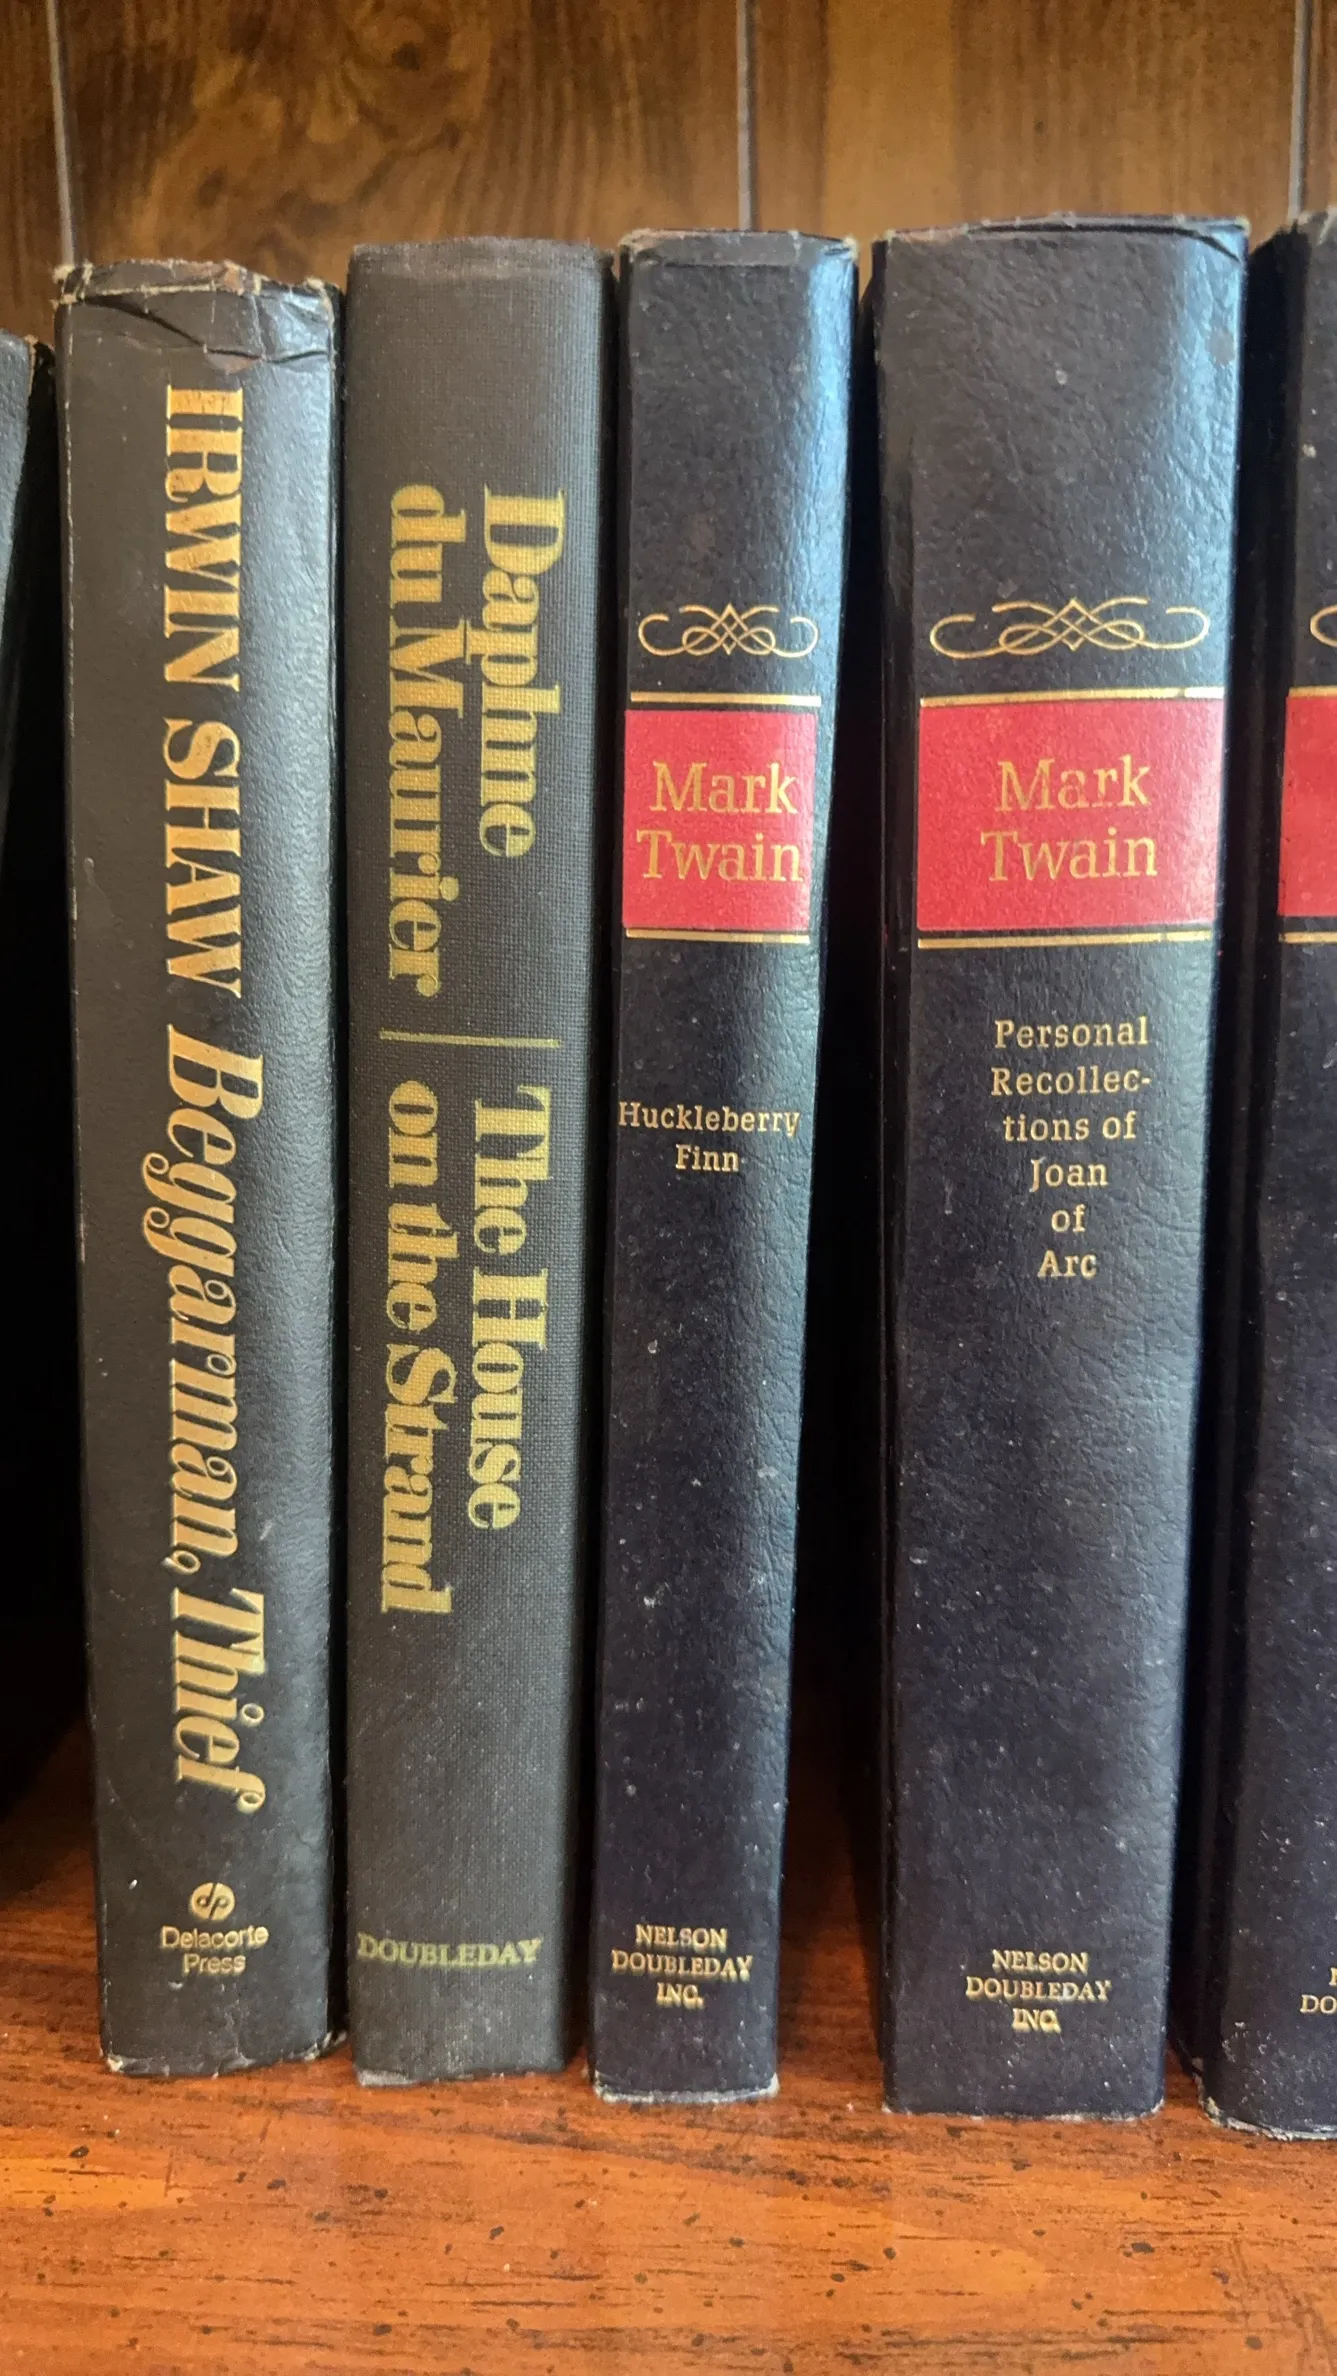 IRWIN SHAW Beggarman, Thief
Delacorte
Press
Daphne
du Maurier
The House
on the Strand
DOUBLEDAY
Mark
Twain
Huckleberry
Finn
NELSON
DOUBLEDAY
INC.
Mark
Twain
Personal
Recollec-
tions of
Joan
of
Arc
NELSON
DOUBLEDAY
INC.